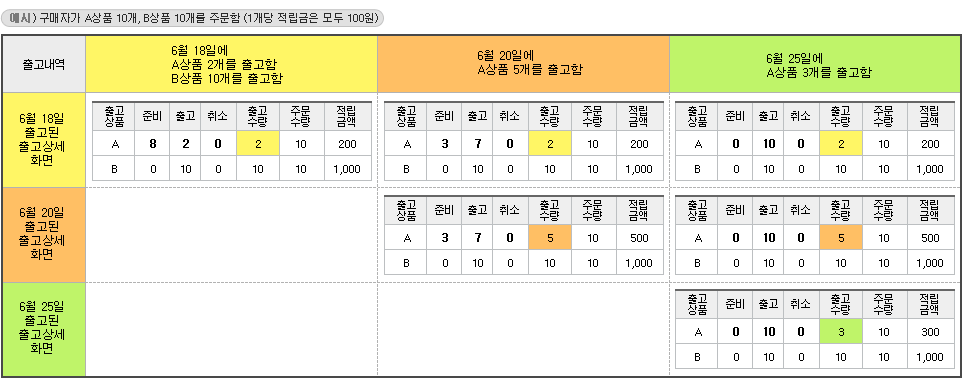 예시) 구매자가 A상품 10개, B상품 10개를 주문함 (1개당 적립금은 모두 100원)
출고내역
6월 18일에
A상품 2개를 출고함
B상품 10개를 출고함
6월 20일에
A상품 5개를 출고함
6월 25일에
A상품 3개를 출고함
6월 18일
출고된
출고상세
화면
출고상품 준비 출고 취소 출고수량 주문수량 적립금액
A 8 2 0 2 10 200
B 0 10 0 10 10 1,000
출고상품 준비 출고 취소 출고수량 주문수량 적립금액
A 3 7 0 2 10 200
B 0 10 0 10 10 1,000
출고상품 준비 출고 취소 출고수량 주문수량 적립금액
A 0 10 0 2 10 200
B 0 10 0 10 10 1,000
6월 20일
출고된
출고상세
화면
출고상품 준비 출고 취소 출고수량 주문수량 적립금액
A 3 7 0 5 10 500
B 0 10 0 10 10 1,000
출고상품 준비 출고 취소 출고수량 주문수량 적립금액
A 0 10 0 5 10 500
B 0 10 0 10 10 1,000
6월 25일
출고된
출고상세
화면
출고상품 준비 출고 취소 출고수량 주문수량 적립금액
A 0 10 0 3 10 300
B 0 10 0 10 10 1,000